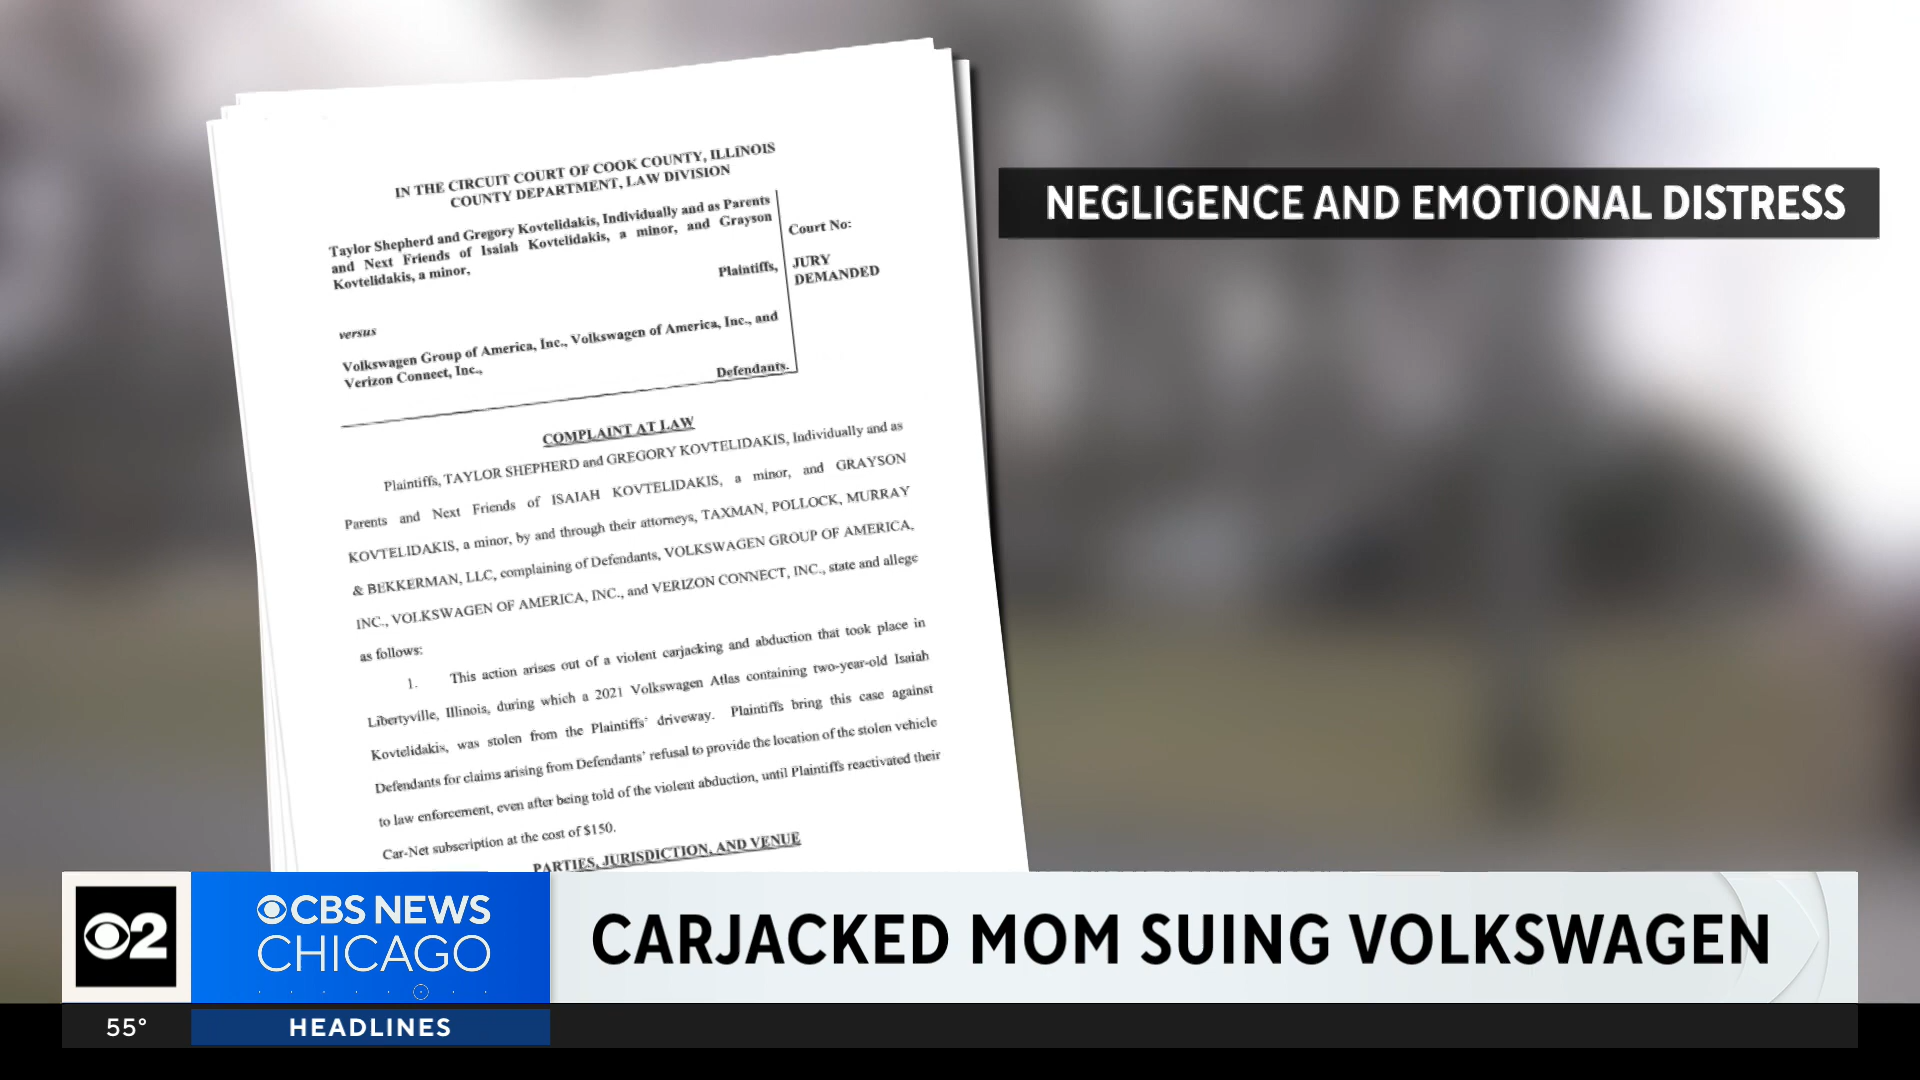 IN THE CIRCUIT COURT OF COOK COUNTY, ILLINOIS
COUNTY DEPARTMENT, LAW DIVISION
Taylor Shepherd and Gregory Kovtelidakis, Individually and as Parents
and Next Friends of Isaiah Kovtelidakis, a minor, and Grayson
Kovtelidakis, a minor,
Plaintiffs,
versus
Volkswagen Group of America, Inc., Volkswagen of America, Inc., and
Verizon Connect, Inc.,
Defendants.
Court No:
JURY
DEMANDED
COMPLAINT AT LAW
Plaintiffs, TAYLOR SHEPHERD and GREGORY KOVTELIDAKIS, Individually and as
Parents and Next Friends of ISAIAH KOVTELIDAKIS, a minor, and GRAYSON
KOVTELIDAKIS, a minor, by and through their attorneys, TAXMAN, POLLOCK, MURRAY
& BEKKERMAN, LLC, complaining of Defendants, VOLKSWAGEN GROUP OF AMERICA,
INC., VOLKSWAGEN OF AMERICA, INC., and VERIZON CONNECT, INC., state and allege
as follows:
1. This action arises out of a violent carjacking and abduction that took place in
Libertyville, Illinois, during which a 2021 Volkswagen Atlas containing two-year-old Isaiah
Kovtelidakis, was stolen from the Plaintiffs' driveway. Plaintiffs bring this case against
Defendants for claims arising from Defendants' refusal to provide the location of the stolen vehicle
to law enforcement, even after being told of the violent abduction, until Plaintiffs reactivated their
Car-Net subscription at the cost of $150.
PARTIES, JURISDICTION, AND VENUE
NEGLIGENCE AND EMOTIONAL DISTRESS
2
CBS NEWS
CHICAGO
CARJACKED MOM SUING VOLKSWAGEN
55°
HEADLINES